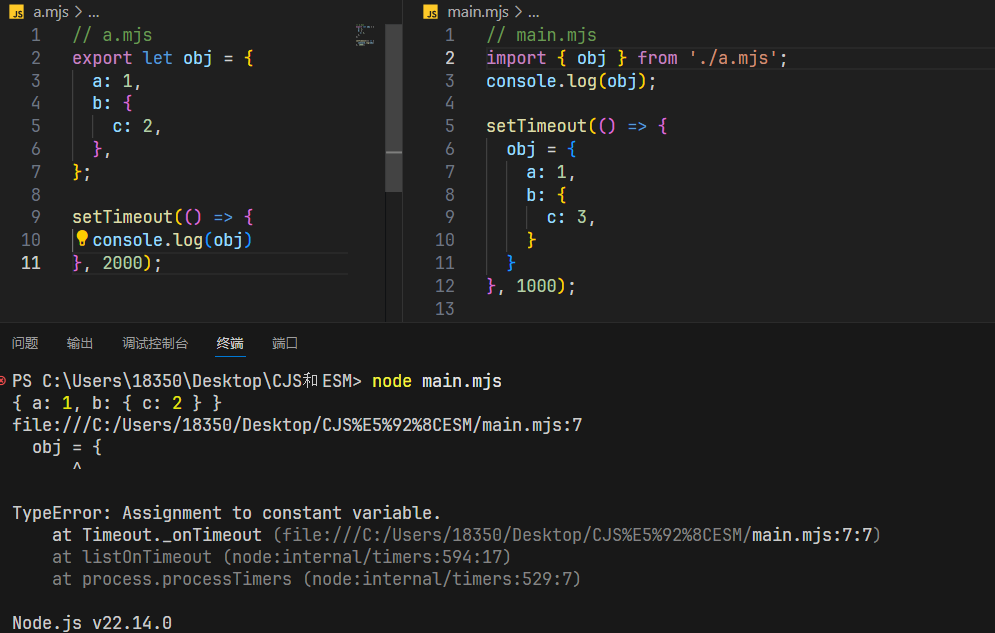 JS a.mjs > ...
1 // a.mjs
2 export let obj = {
3 a: 1,
4 b: {
5 c: 2,
6 },
7 };
8
9 setTimeout(() => {
10 console.log(obj)
11 }, 2000);
JS main.mjs > ...
1 // main.mjs
2 import { obj } from './a.mjs';
3 console.log(obj);
4
5 setTimeout(() => {
6 obj = {
7 a: 1,
8 b: {
9 c: 3,
10 }
11 }
12 }, 1000);
13
问题 输出 调试控制台 终端 端口
PS C:\Users\18350\Desktop\CJS和ESM> node main.mjs
{ a: 1, b: { c: 2 } }
file:///C:/Users/18350/Desktop/CJS%E5%92%8CESM/main.mjs:7
obj = {
^
TypeError: Assignment to constant variable.
at Timeout._onTimeout (file:///C:/Users/18350/Desktop/CJS%E5%92%8CESM/main.mjs:7:7)
at listOnTimeout (node:internal/timers:594:17)
at process.processTimers (node:internal/timers:529:7)
Node.js v22.14.0